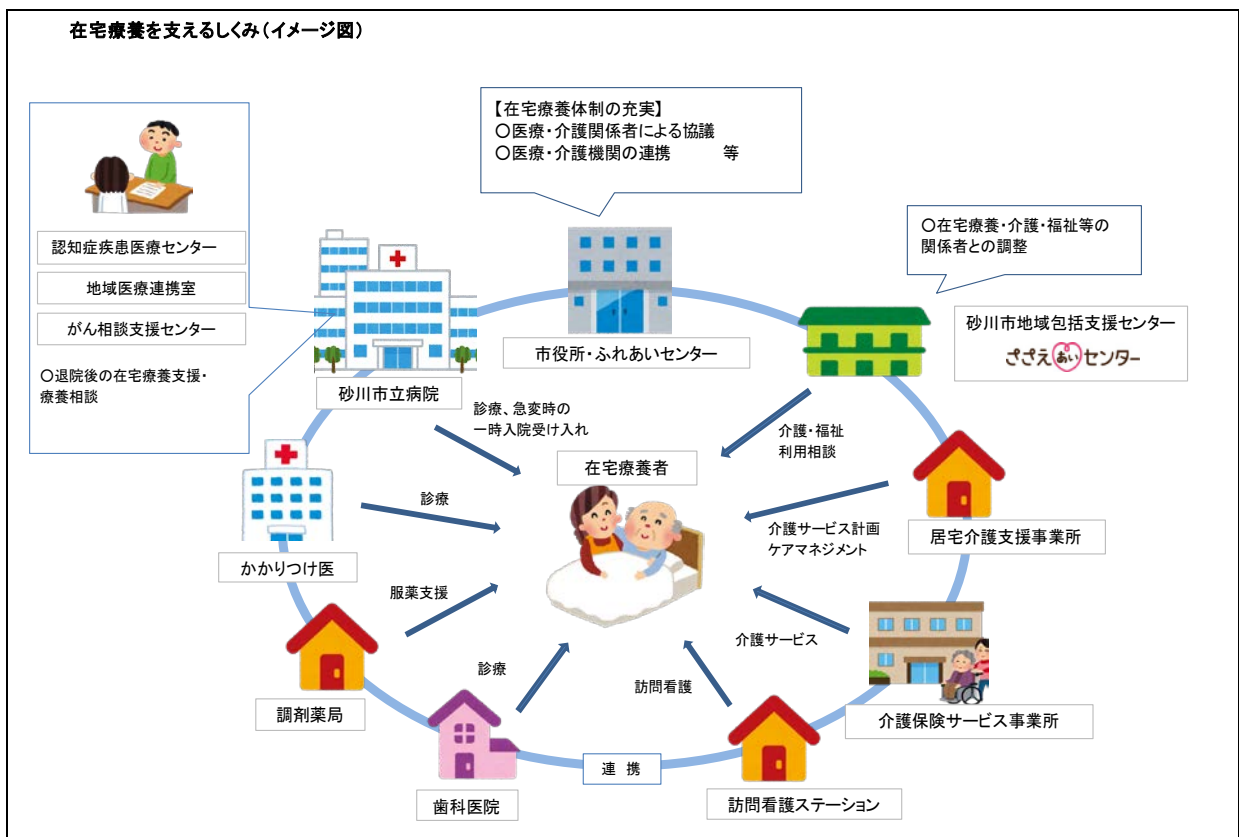 在宅療養を支えるしくみ（イメージ図）
【在宅療養体制の充実】
〇医療・介護関係者による協議
〇医療・介護機関の連携　　　等
〇在宅療養・介護・福祉等の
関係者との調整
認知症疾患医療センター
地域医療連携室
がん相談支援センター
〇退院後の在宅療養支援・
療養相談
砂川市立病院
市役所・ふれあいセンター
砂川市地域包括支援センター
ささえあいセンター
診療、急変時の
一時入院受け入れ
介護・福祉
利用相談
在宅療養者
かかりつけ医
診療
介護サービス計画
ケアマネジメント
居宅介護支援事業所
服薬支援
調剤薬局
介護サービス
介護保険サービス事業所
診療
歯科医院
訪問看護
訪問看護ステーション
連 携